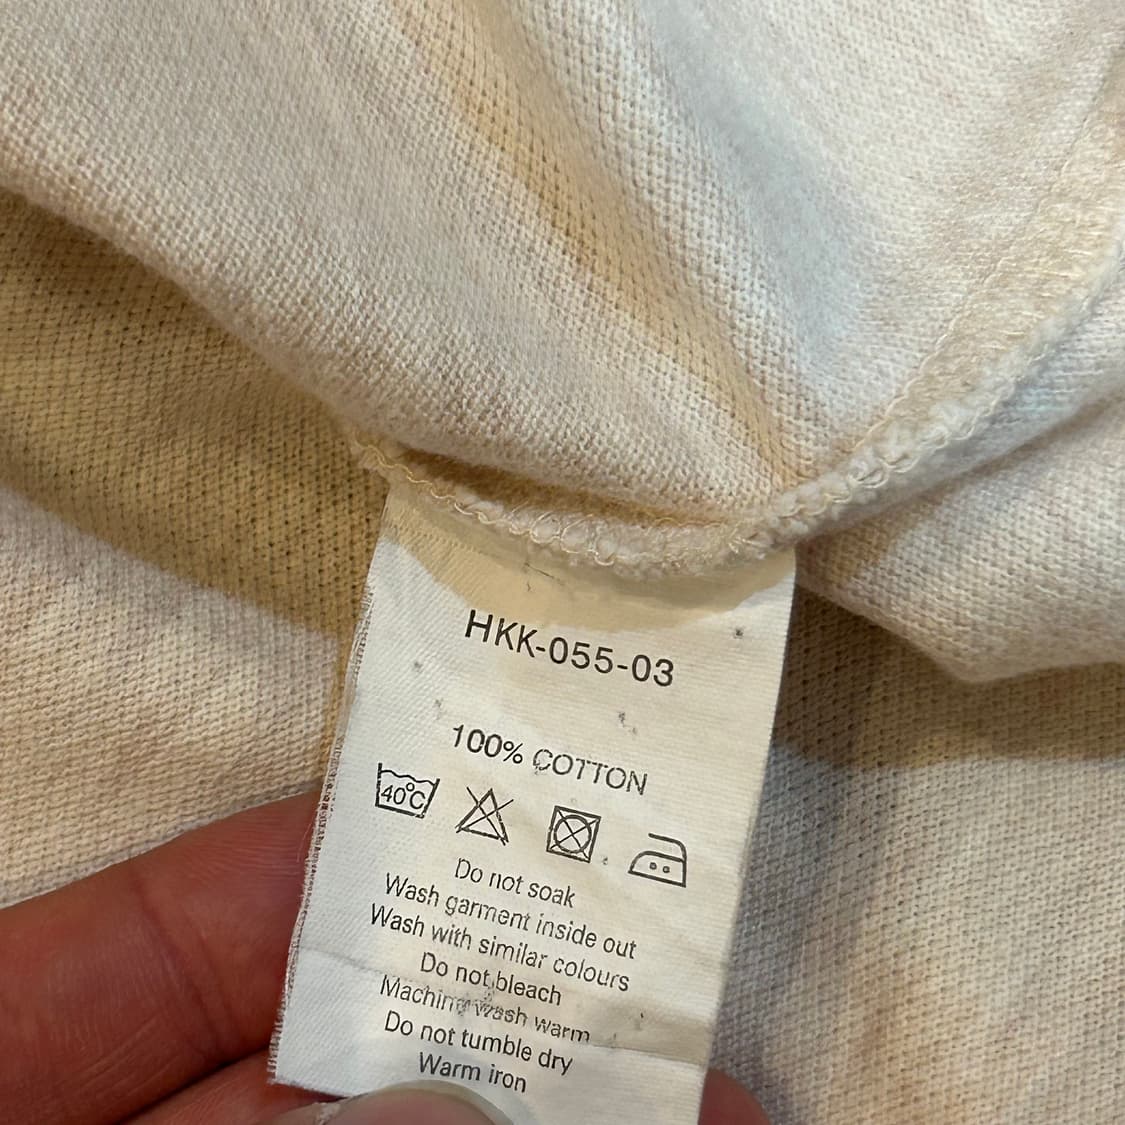 HKK-055-03
100% COTTON
40°C
Do not soak
Wash garment inside out
Wash with similar colours
Do not bleach
Machine wash warm
Do not tumble dry
Warm iron